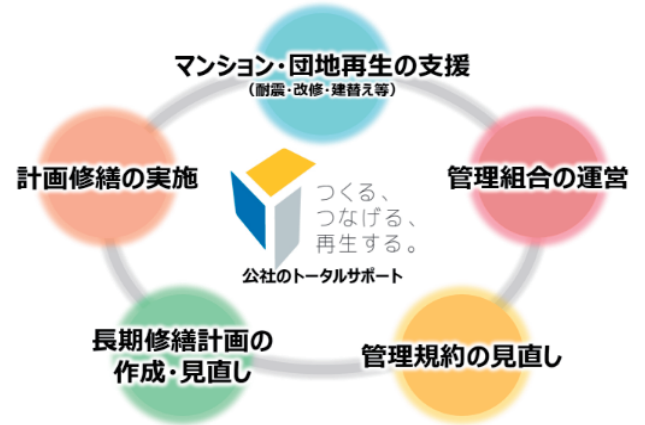 マンション・団地再生の支援
（耐震・改修・建替え等）
計画修繕の実施
管理組合の運営
つくる、
つなげる、
再生する。
公社のトータルサポート
長期修繕計画の
作成・見直し
管理規約の見直し